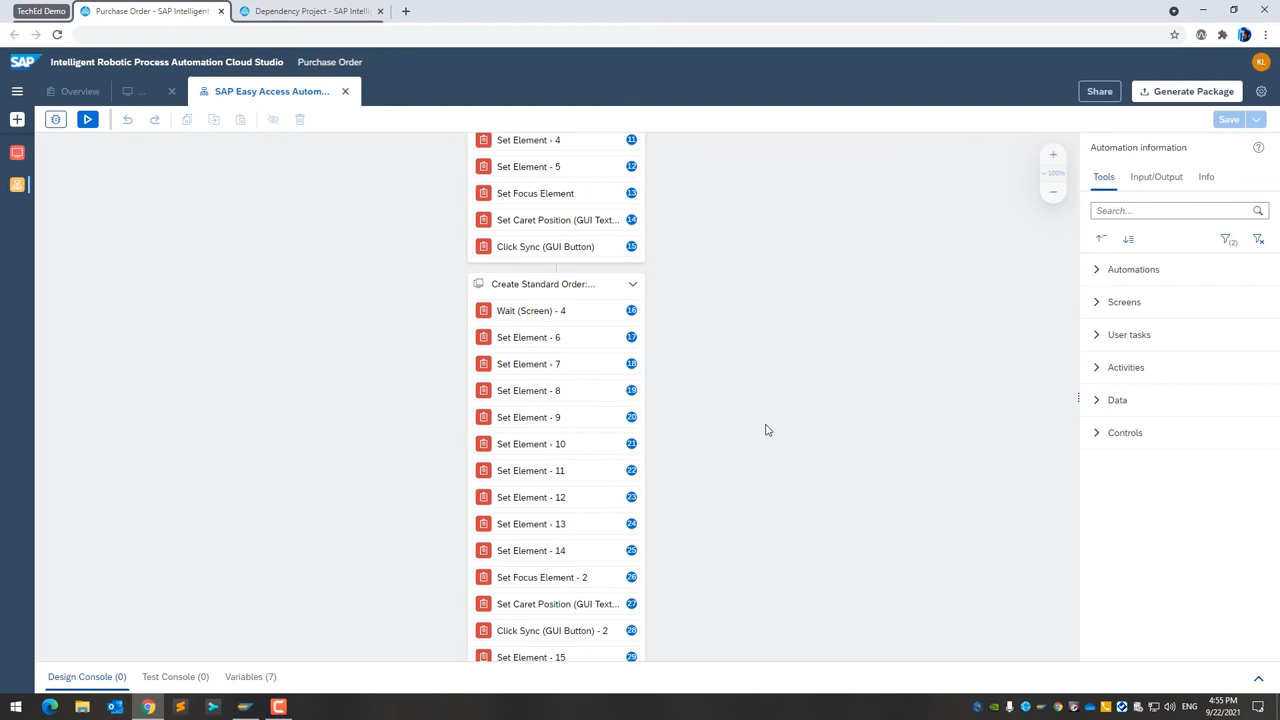 TechEd Demo
Purchase Order - SAP Intelligent
Dependency Project - SAP Intelli
SAP
Intelligent Robotic Process Automation Cloud Studio
Purchase Order
KL
Overview
...
SAP Easy Access Autom...
Share
Generate Package
Save
Set Element - 4
11
Set Element - 5
12
Set Focus Element
13
Set Caret Position (GUI Text...
14
Click Sync (GUI Button)
15
Create Standard Order:...
Wait (Screen) - 4
16
Set Element - 6
17
Set Element - 7
18
Set Element - 8
19
Set Element - 9
20
Set Element - 10
21
Set Element - 11
22
Set Element - 12
23
Set Element - 13
24
Set Element - 14
25
Set Focus Element - 2
26
Set Caret Position (GUI Text...
27
Click Sync (GUI Button) - 2
28
Set Element - 15
29
100%
Automation information
Tools
Input/Output
Info
Search...
(2)
Automations
Screens
User tasks
Activities
Data
Controls
Design Console (0)
Test Console (0)
Variables (7)
ENG
4:55 PM
9/22/2021